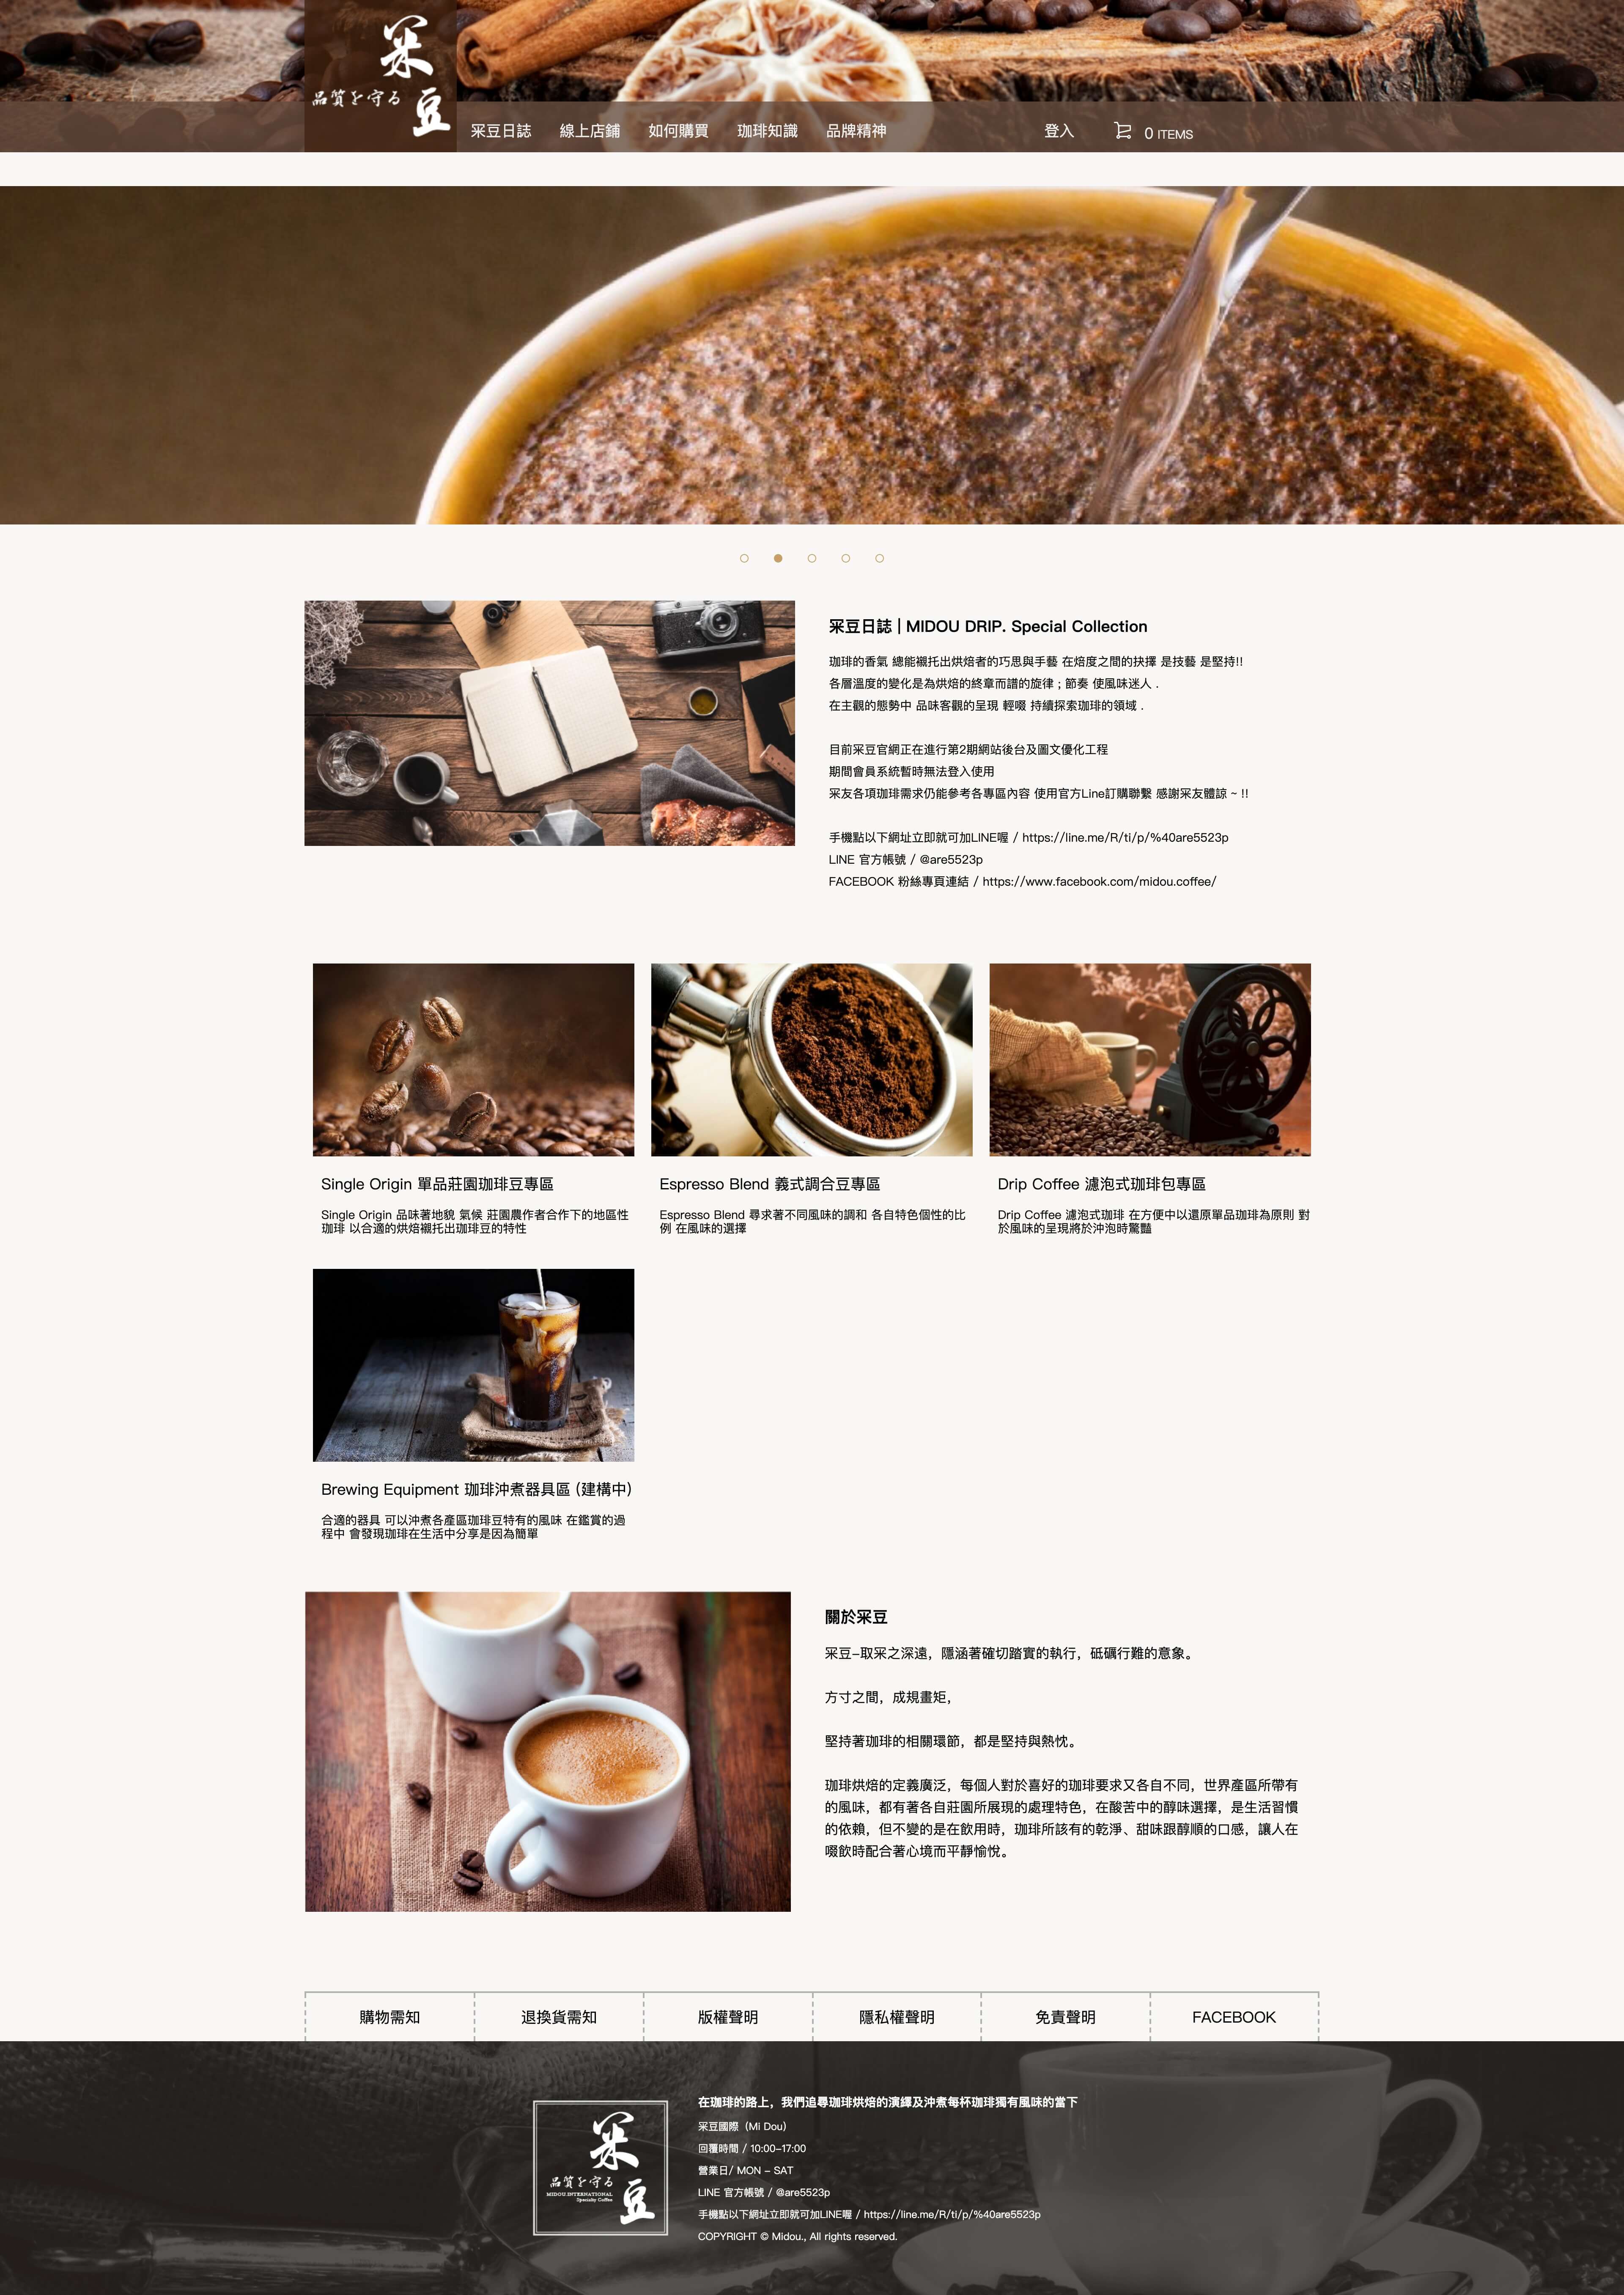 冞
品質を守る
豆
冞豆日誌 線上店鋪 如何購買 珈琲知識 品牌精神 登入 0 ITEMS
冞豆日誌 | MIDOU DRIP. Special Collection
珈琲的香氣 總能襯托出烘焙者的巧思與手藝 在焙度之間的抉擇 是技藝 是堅持!!
各層溫度的變化是為烘焙的終章而譜的旋律 ; 節奏 使風味迷人 .
在主觀的態勢中 品味客觀的呈現 輕啜 持續探索珈琲的領域 .
目前冞豆官網正在進行第2期網站後台及圖文優化工程
期間會員系統暫時無法登入使用
冞友各項珈琲需求仍能參考各專區內容 使用官方Line訂購聯繫 感謝冞友體諒 ~ !!
手機點以下網址立即就可加LINE喔 / https://line.me/R/ti/p/%40are5523p
LINE 官方帳號 / @are5523p
FACEBOOK 粉絲專頁連結 / https://www.facebook.com/midou.coffee/
Single Origin 單品莊園珈琲豆專區
Single Origin 品味著地貌 氣候 莊園農作者合作下的地區性
珈琲 以合適的烘焙襯托出珈琲豆的特性
Espresso Blend 義式調合豆專區
Espresso Blend 尋求著不同風味的調和 各自特色個性的比
例 在風味的選擇
Drip Coffee 濾泡式珈琲包專區
Drip Coffee 濾泡式珈琲 在方便中以還原單品珈琲為原則 對
於風味的呈現將於沖泡時驚豔
Brewing Equipment 珈琲沖煮器具區 (建構中)
合適的器具 可以沖煮各產區珈琲豆特有的風味 在鑑賞的過
程中 會發現珈琲在生活中分享是因為簡單
關於冞豆
冞豆-取冞之深遠，隱涵著確切踏實的執行，砥礪行難的意象。
方寸之間，成規畫矩，
堅持著珈琲的相關環節，都是堅持與熱忱。
珈琲烘焙的定義廣泛，每個人對於喜好的珈琲要求又各自不同，世界產區所帶有
的風味，都有著各自莊園所展現的處理特色，在酸苦中的醇味選擇，是生活習慣
的依賴，但不變的是在飲用時，珈琲所該有的乾淨、甜味跟醇順的口感，讓人在
啜飲時配合著心境而平靜愉悅。
購物需知 退換貨需知 版權聲明 隱私權聲明 免責聲明 FACEBOOK
冞
品質を守る
MIDOU.INTERNATIONAL
Specialty Coffee
豆
在珈琲的路上，我們追尋珈琲烘焙的演繹及沖煮每杯珈琲獨有風味的當下
冞豆國際（Mi Dou）
回覆時間 / 10:00-17:00
營業日/ MON - SAT
LINE 官方帳號 / @are5523p
手機點以下網址立即就可加LINE喔 / https://line.me/R/ti/p/%40are5523p
COPYRIGHT © Midou., All rights reserved.